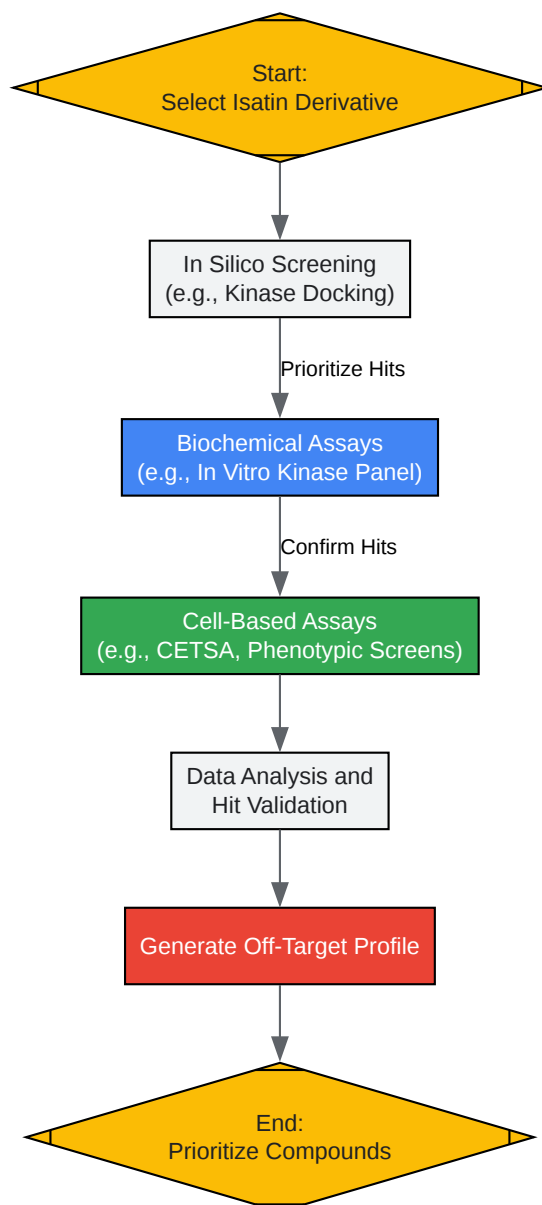 Start:
Select Isatin Derivative
In Silico Screening
(e.g., Kinase Docking)
Prioritize Hits
Biochemical Assays
(e.g., In Vitro Kinase Panel)
Confirm Hits
Cell-Based Assays
(e.g., CETSA, Phenotypic Screens)
Data Analysis and
Hit Validation
Generate Off-Target Profile
End:
Prioritize Compounds